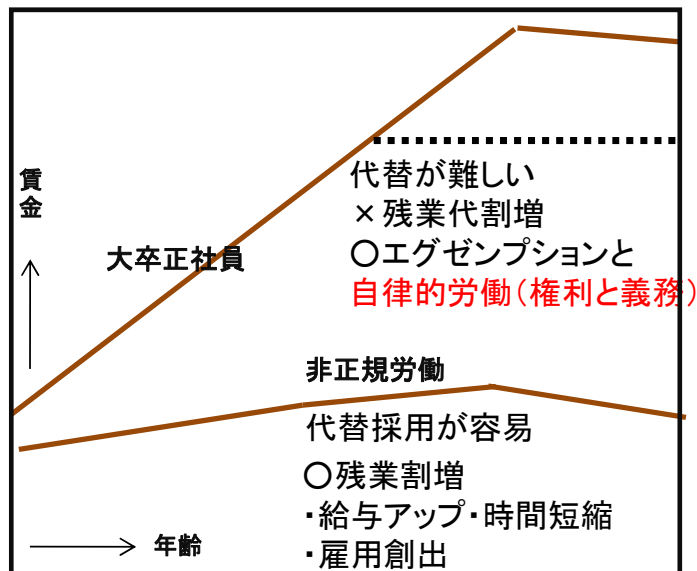 賃
金
大卒正社員
代替が難しい
×残業代割増
〇エグゼンプションと
自律的労働(権利と義務)
非正規労働
代替採用が容易
〇残業割増
・給与アップ・時間短縮
・雇用創出
年齢